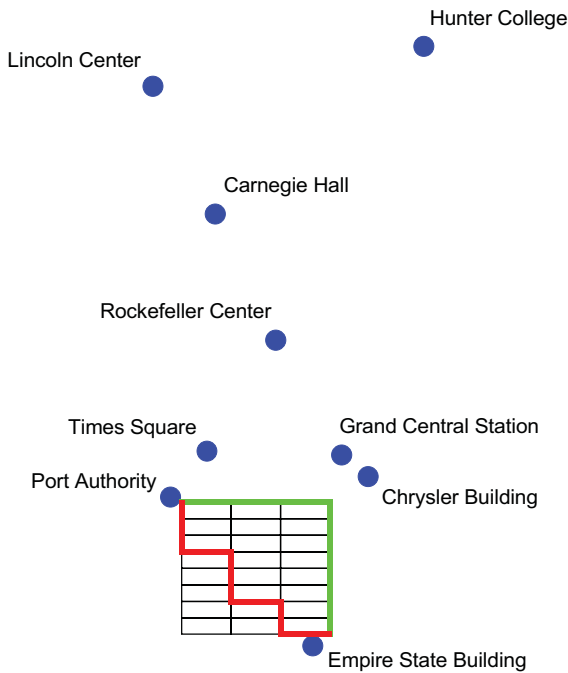 Hunter College
Lincoln Center
Carnegie Hall
Rockefeller Center
Times Square
Grand Central Station
Port Authority
Chrysler Building
Empire State Building